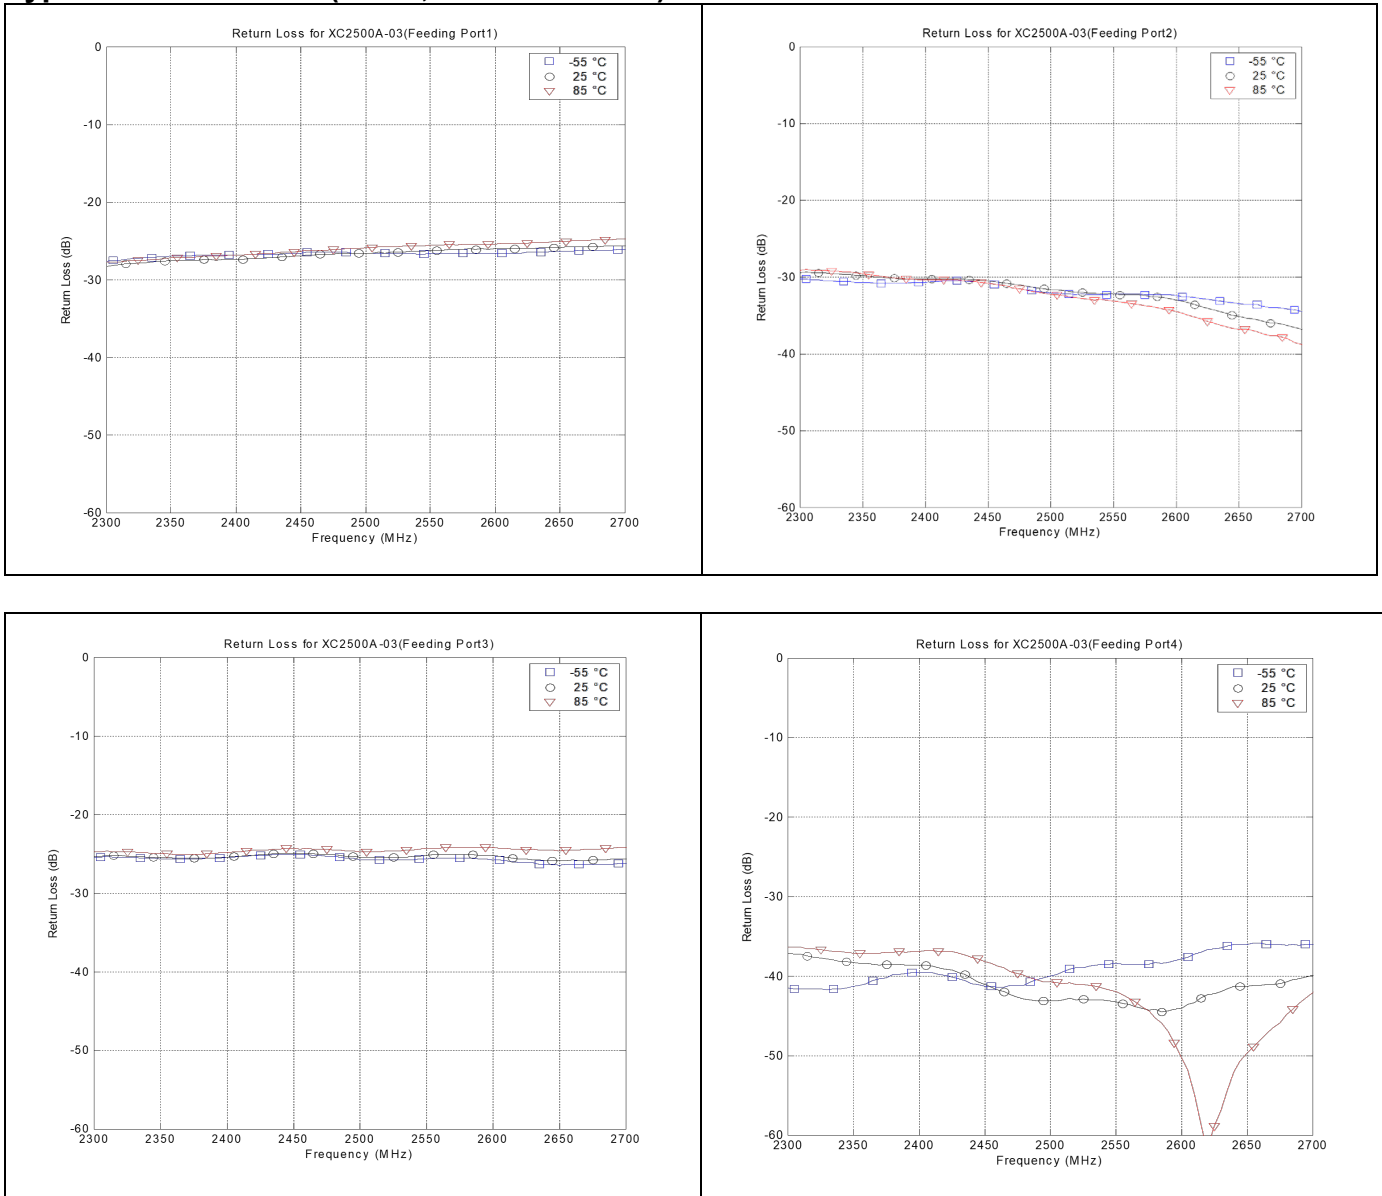 Return Loss for XC2500A-03(Feeding Port1)
0
-10
-20
-30
-40
-50
-60
Return Loss (dB)
-55 °C
25 °C
85 °C
2300 2350 2400 2450 2500 2550 2600 2650 2700
Frequency (MHz)
Return Loss for XC2500A-03(Feeding Port2)
0
-10
-20
-30
-40
-50
-60
Return Loss (dB)
-55 °C
25 °C
85 °C
2300 2350 2400 2450 2500 2550 2600 2650 2700
Frequency (MHz)
Return Loss for XC2500A-03(Feeding Port3)
0
-10
-20
-30
-40
-50
-60
Return Loss (dB)
-55 °C
25 °C
85 °C
2300 2350 2400 2450 2500 2550 2600 2650 2700
Frequency (MHz)
Return Loss for XC2500A-03(Feeding Port4)
0
-10
-20
-30
-40
-50
-60
Return Loss (dB)
-55 °C
25 °C
85 °C
2300 2350 2400 2450 2500 2550 2600 2650 2700
Frequency (MHz)